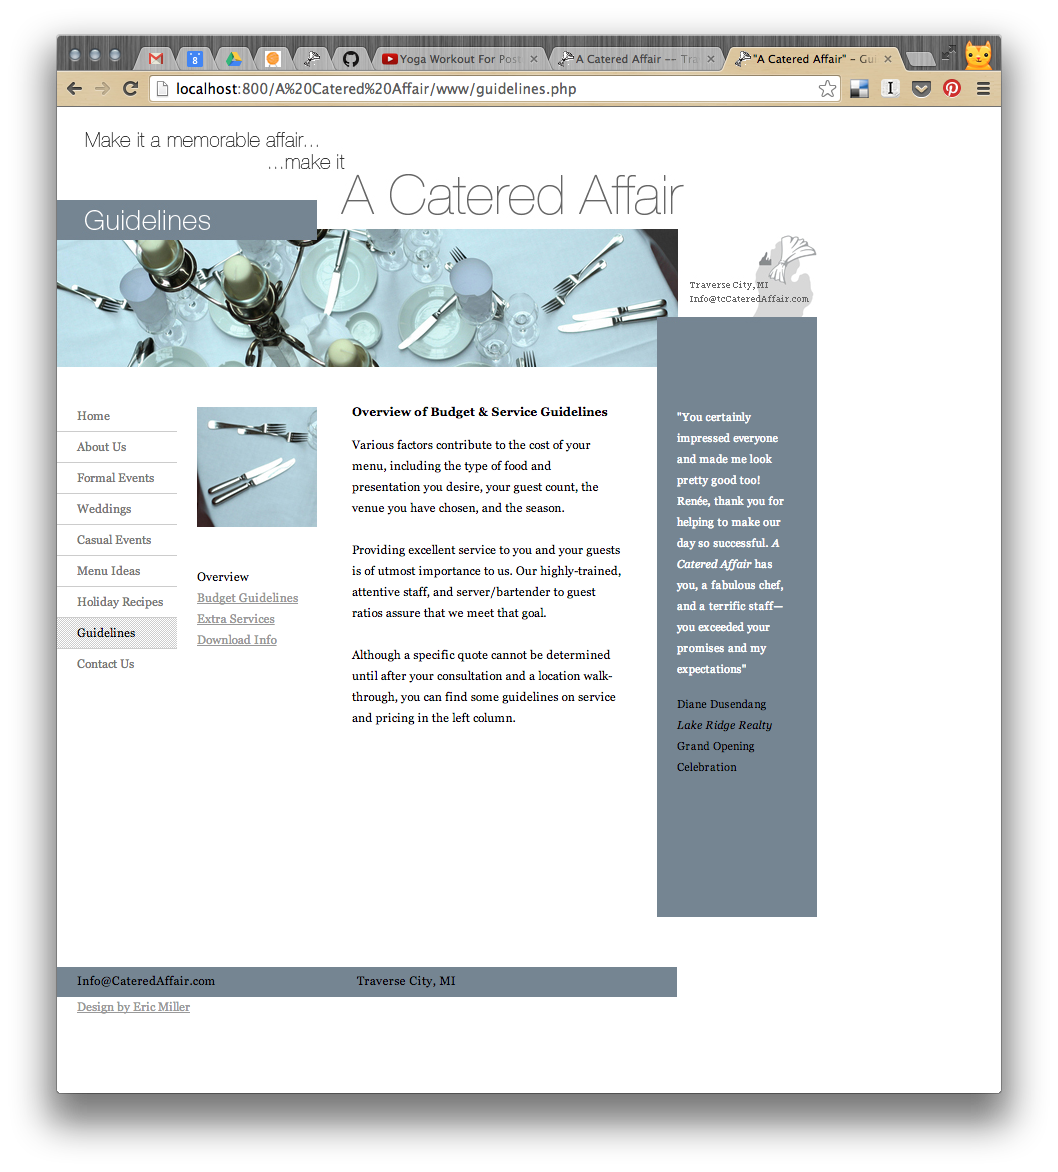 8
Yoga Workout For Post
A Catered Affair -- Tra
"A Catered Affair" – Gui
localhost:800/A%20Catered%20Affair/www/guidelines.php
I
Make it a memorable affair...
...make it
A Catered Affair
Guidelines
Traverse City, MI
Info@tcCateredAffair.com
Home
About Us
Formal Events
Weddings
Casual Events
Menu Ideas
Holiday Recipes
Guidelines
Contact Us
Overview
Budget Guidelines
Extra Services
Download Info
Overview of Budget & Service Guidelines
Various factors contribute to the cost of your
menu, including the type of food and
presentation you desire, your guest count, the
venue you have chosen, and the season.
Providing excellent service to you and your guests
is of utmost importance to us. Our highly-trained,
attentive staff, and server/bartender to guest
ratios assure that we meet that goal.
Although a specific quote cannot be determined
until after your consultation and a location walk-
through, you can find some guidelines on service
and pricing in the left column.
"You certainly
impressed everyone
and made me look
pretty good too!
Renée, thank you for
helping to make our
day so successful. A
Catered Affair has
you, a fabulous chef,
and a terrific staff—
you exceeded your
promises and my
expectations"
Diane Dusendang
Lake Ridge Realty
Grand Opening
Celebration
Info@CateredAffair.com
Traverse City, MI
Design by Eric Miller